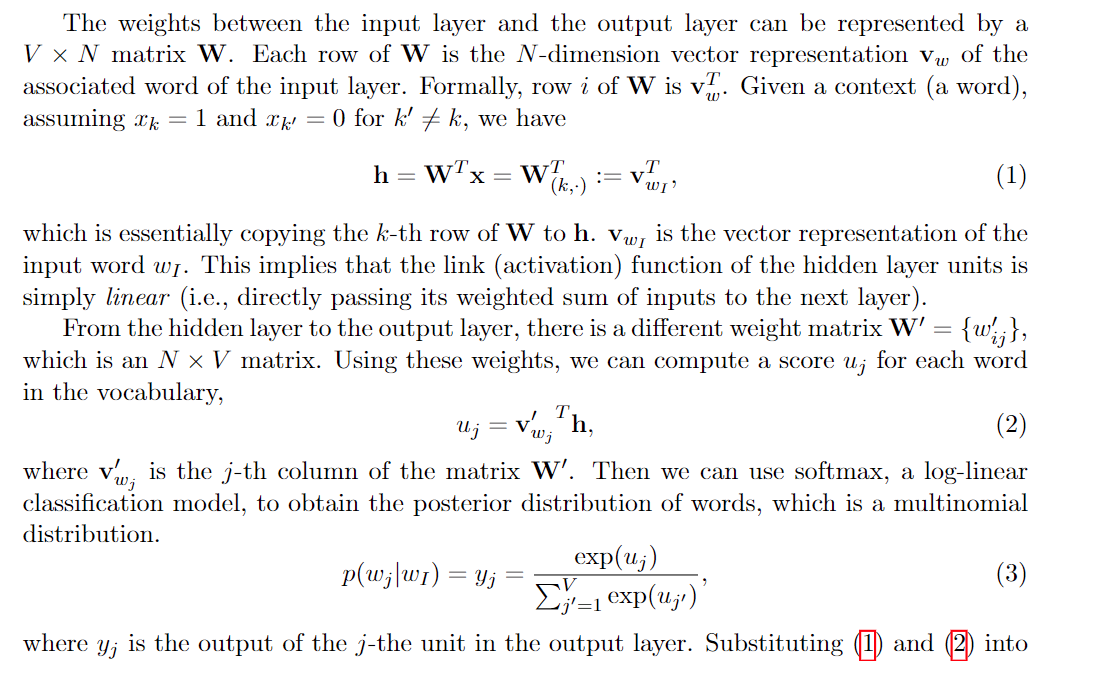 The weights between the input layer and the output layer can be represented by a
V × N matrix W. Each row of W is the N-dimension vector representation v_w of the
associated word of the input layer. Formally, row i of W is v_w^T. Given a context (a word),
assuming x_k = 1 and x_{k'} = 0 for k' ≠ k, we have
h = W^T x = W^T_{(k,·)} := v^T_{w_I}, (1)
which is essentially copying the k-th row of W to h. v_{w_I} is the vector representation of the
input word w_I. This implies that the link (activation) function of the hidden layer units is
simply linear (i.e., directly passing its weighted sum of inputs to the next layer).
From the hidden layer to the output layer, there is a different weight matrix W' = {w'_{ij}},
which is an N × V matrix. Using these weights, we can compute a score u_j for each word
in the vocabulary,
u_j = v'_{w_j}^T h, (2)
where v'_{w_j} is the j-th column of the matrix W'. Then we can use softmax, a log-linear
classification model, to obtain the posterior distribution of words, which is a multinomial
distribution.
p(w_j|w_I) = y_j = exp(u_j) / ∑_{j'=1}^V exp(u_{j'}), (3)
where y_j is the output of the j-the unit in the output layer. Substituting (1) and (2) into